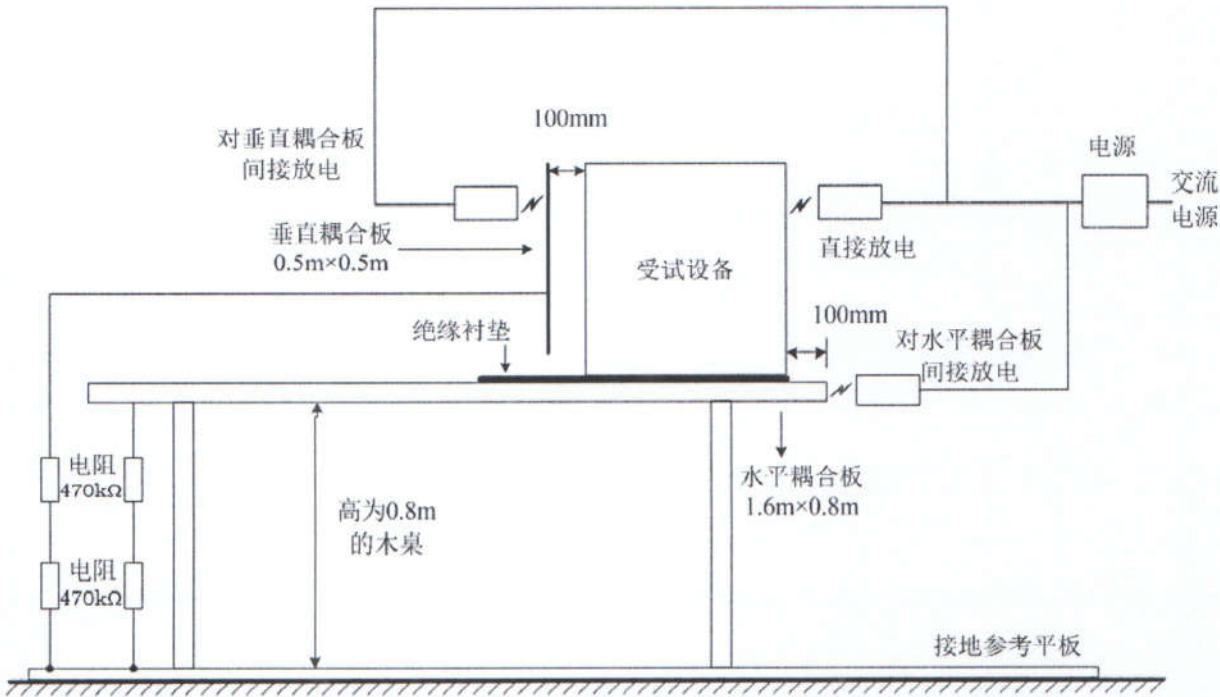 100mm
对垂直耦合板
间接放电
电源
交流
电源
垂直耦合板
0.5m×0.5m
直接放电
受试设备
100mm
绝缘衬垫
对水平耦合板
间接放电
电阻
470kΩ
水平耦合板
1.6m×0.8m
高为0.8m
的木桌
电阻
470kΩ
接地参考平板